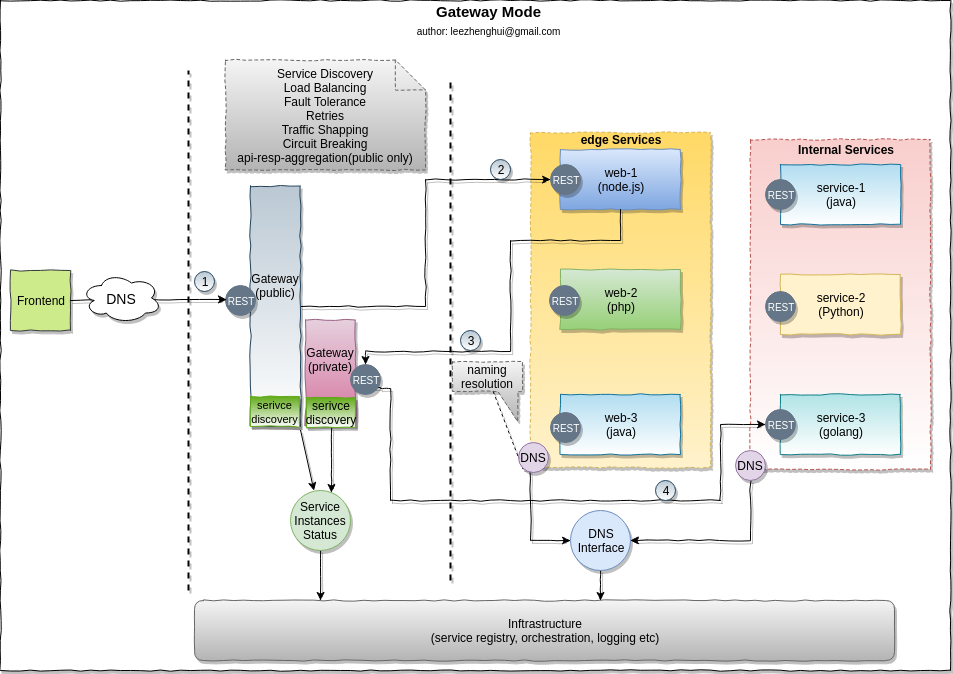 Gateway Mode
author: leezhenghui@gmail.com
Service Discovery
Load Balancing
Fault Tolerance
Retries
Traffic Shapping
Circuit Breaking
api-resp-aggregation(public only)
Frontend
DNS
1
REST
Gateway
(public)
serivce
discovery
Gateway
(private)
REST
serivce
discovery
2
3
4
naming
resolution
edge Services
REST
web-1
(node.js)
REST
web-2
(php)
REST
web-3
(java)
DNS
Internal Services
REST
service-1
(java)
REST
service-2
(Python)
REST
service-3
(golang)
DNS
Service
Instances
Status
DNS
Interface
Inftrastructure
(service registry, orchestration, logging etc)